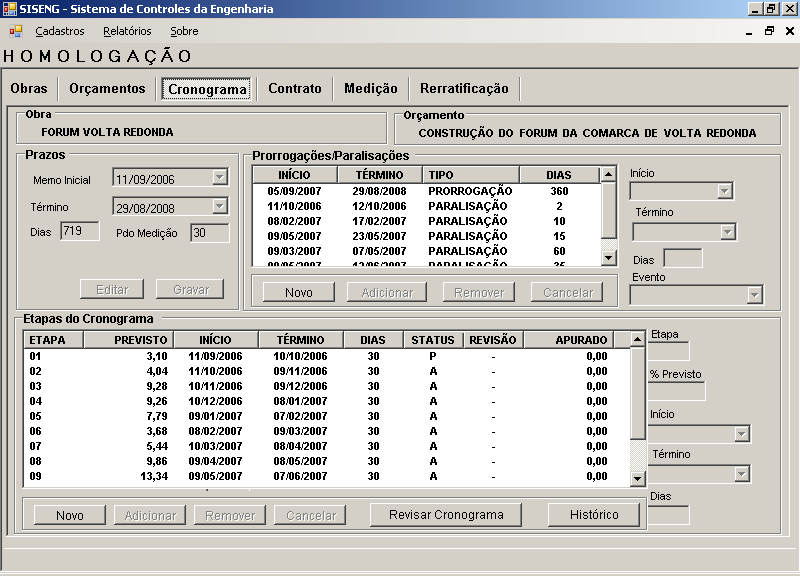 SISENG - Sistema de Controles da Engenharia
Cadastros Relatórios Sobre
HOMOLOGAÇÃO
Obras Orçamentos Cronograma Contrato Medição Rerratificação
Obra
FORUM VOLTA REDONDA
Orçamento
CONSTRUÇÃO DO FORUM DA COMARCA DE VOLTA REDONDA
Prazos
Memo Inicial 11/09/2006
Término 29/08/2008
Dias 719 Pdo Medição 30
Editar Gravar
Prorrogações/Paralisações
INÍCIO TÉRMINO TIPO DIAS
05/09/2007 29/08/2008 PRORROGAÇÃO 360
11/10/2006 12/10/2006 PARALISAÇÃO 2
08/02/2007 17/02/2007 PARALISAÇÃO 10
09/05/2007 23/05/2007 PARALISAÇÃO 15
09/03/2007 07/05/2007 PARALISAÇÃO 60
Novo Adicionar Remover Cancelar
Início
Término
Dias
Evento
Etapas do Cronograma
ETAPA PREVISTO INÍCIO TÉRMINO DIAS STATUS REVISÃO APURADO
01 3,10 11/09/2006 10/10/2006 30 P - 0,00
02 4,04 11/10/2006 09/11/2006 30 A - 0,00
03 9,28 10/11/2006 09/12/2006 30 A - 0,00
04 9,26 10/12/2006 08/01/2007 30 A - 0,00
05 7,79 09/01/2007 07/02/2007 30 A - 0,00
06 3,68 08/02/2007 09/03/2007 30 A - 0,00
07 5,44 10/03/2007 08/04/2007 30 A - 0,00
08 9,86 09/04/2007 08/05/2007 30 A - 0,00
09 13,34 09/05/2007 07/06/2007 30 A - 0,00
Novo Adicionar Remover Cancelar Revisar Cronograma Histórico
Etapa
% Previsto
Início
Término
Dias